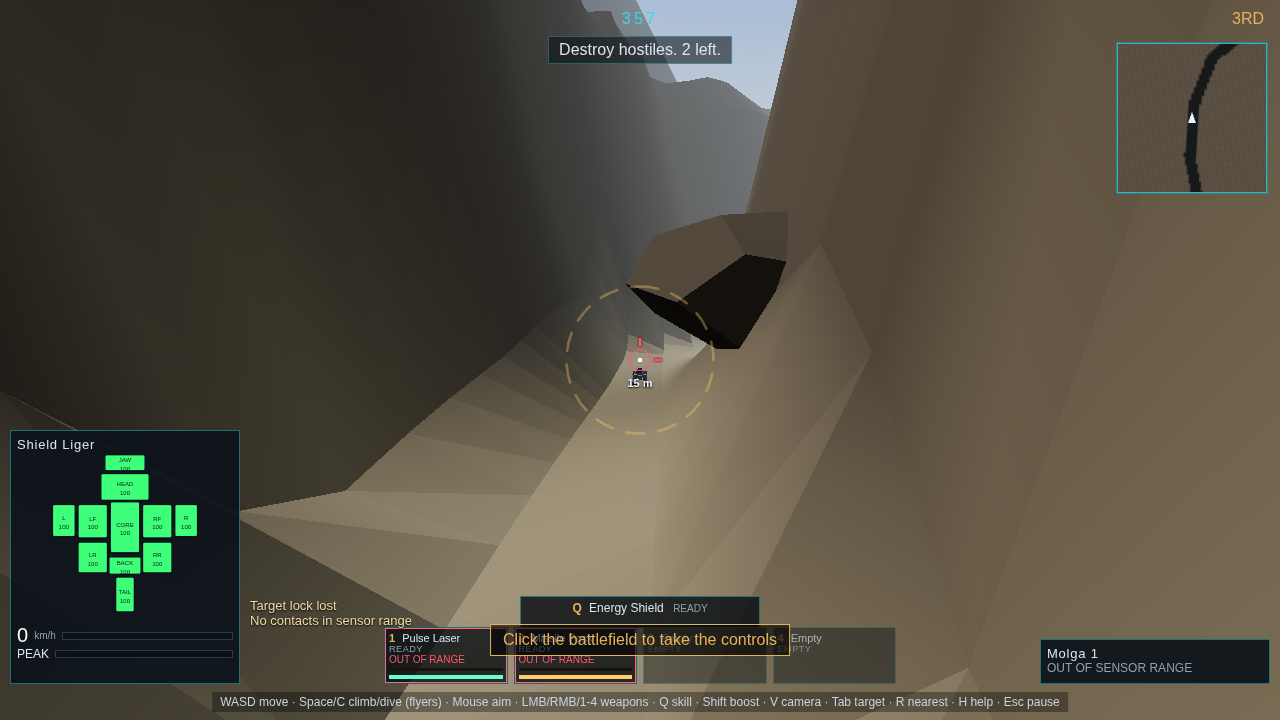 357
3RD
Destroy hostiles. 2 left.
15 m
Shield Liger
JAW
100
HEAD
100
L
100
LF
100
CORE
100
RF
100
R
100
LR
100
BACK
100
RR
100
TAIL
100
0 km/h
PEAK
Target lock lost
No contacts in sensor range
Q Energy Shield READY
Click the battlefield to take the controls
1 Pulse Laser
READY
OUT OF RANGE
READY
OUT OF RANGE
EMPTY
4 Empty
EMPTY
Molga 1
OUT OF SENSOR RANGE
WASD move · Space/C climb/dive (flyers) · Mouse aim · LMB/RMB/1-4 weapons · Q skill · Shift boost · V camera · Tab target · R nearest · H help · Esc pause